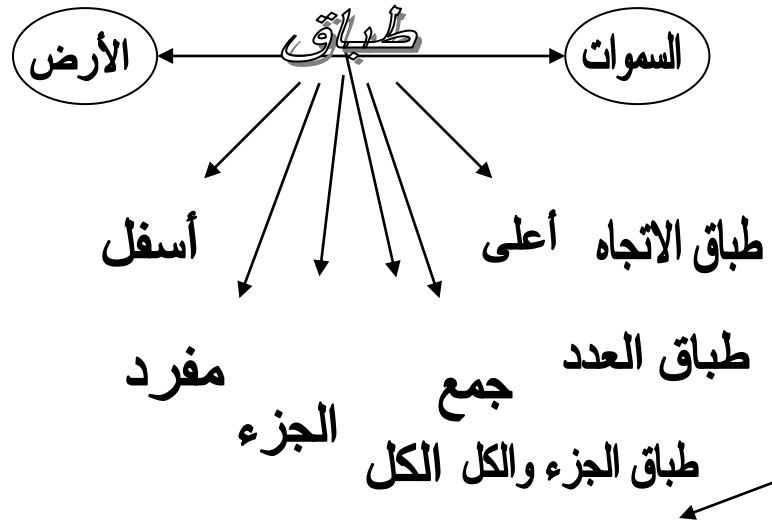 طباق
السموات الأرض
طباق الاتجاه أعلى أسفل
طباق العدد جمع مفرد
طباق الجزء والكل الكل الجزء